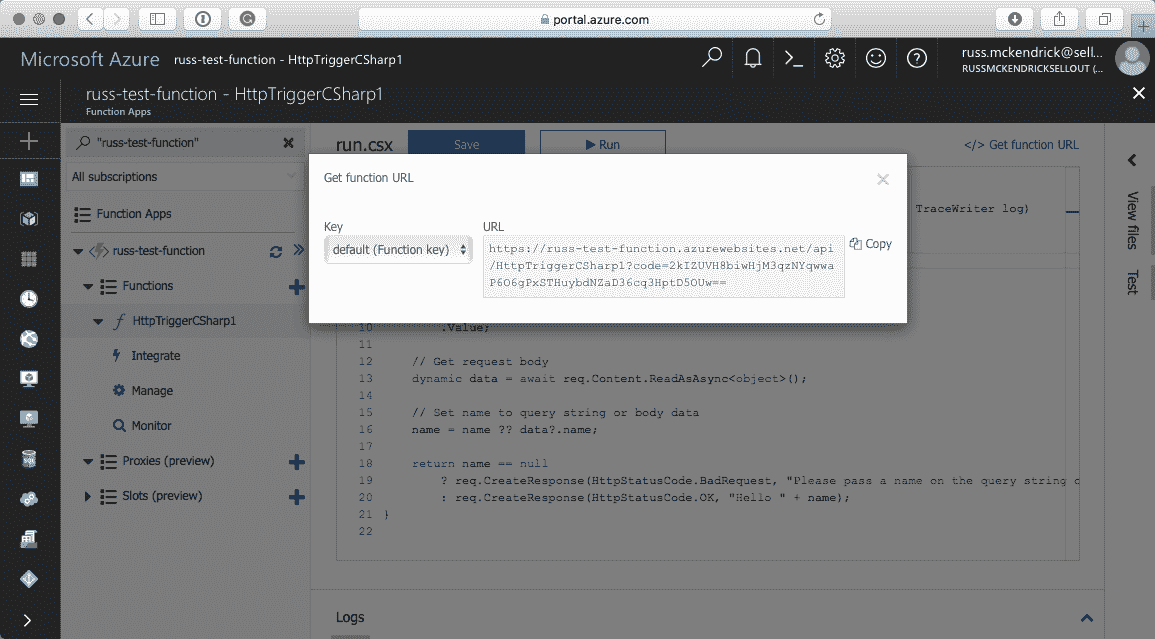 portal.azure.com
Microsoft Azure russ-test-function - HttpTriggerCSharp1
russ.mckendrick@sell...
RUSSMCKENDRICKSELLOUT (...
russ-test-function - HttpTriggerCSharp1
Function Apps
"russ-test-function"
All subscriptions
Function Apps
russ-test-function
Functions
HttpTriggerCSharp1
Integrate
Manage
Monitor
Proxies (preview)
Slots (preview)
run.csx Save Run </> Get function URL
TraceWriter log)
Get function URL
Key
default (Function key)
URL
https://russ-test-function.azurewebsites.net/api
/HttpTriggerCSharp1?code=2kIZUVH8biwHjM3qzNYqwwa
P6O6gPxSTHuybdNZaD36cq3HptD5OUw==
Copy
10 .Value;
11
12 // Get request body
13 dynamic data = await req.Content.ReadAsAsync<object>();
14
15 // Set name to query string or body data
16 name = name ?? data?.name;
17
18 return name == null
19 ? req.CreateResponse(HttpStatusCode.BadRequest, "Please pass a name on the query string o
20 : req.CreateResponse(HttpStatusCode.OK, "Hello " + name);
21 }
22
Logs
View files
Test